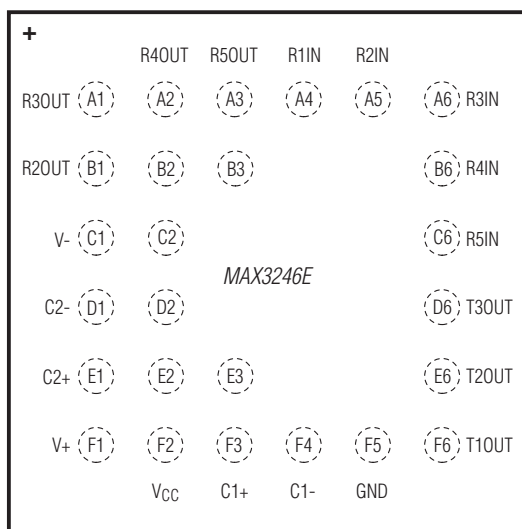 +
R4OUT R5OUT R1IN R2IN
R3OUT A1 A2 A3 A4 A5 A6 R3IN
R2OUT B1 B2 B3 B6 R4IN
V- C1 C2 C6 R5IN
MAX3246E
C2- D1 D2 D6 T3OUT
C2+ E1 E2 E3 E6 T2OUT
V+ F1 F2 F3 F4 F5 F6 T1OUT
VCC C1+ C1- GND